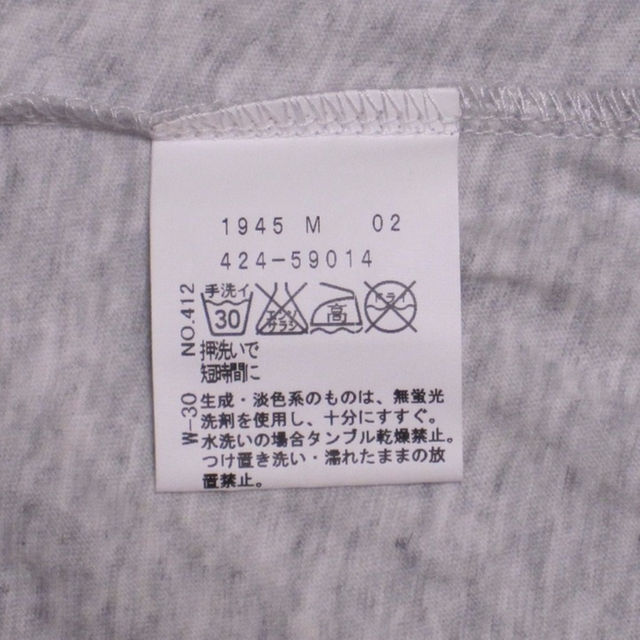 1945 M 02
424-59014
手洗イ
30
エンソ
サラシ
高
ドライ
押洗いで
短時間に
生成・淡色系のものは、無蛍光
洗剤を使用し、十分にすすぐ。
水洗いの場合タンブル乾燥禁止。
つけ置き洗い・濡れたままの放
置禁止。
W-30 NO.412